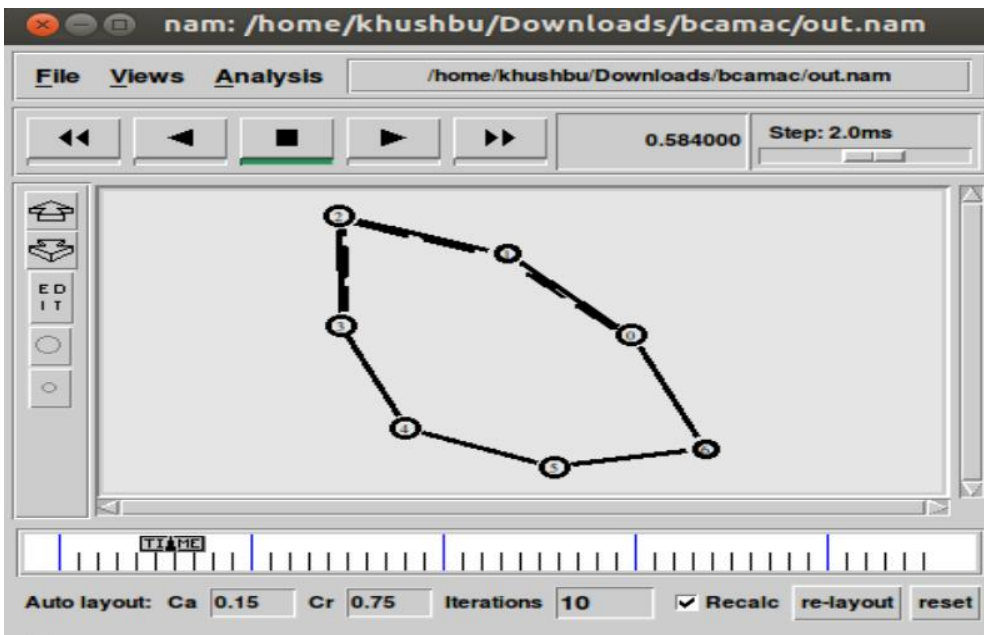 nam: /home/khushbu/Downloads/bcamac/out.nam
File Views Analysis /home/khushbu/Downloads/bcamac/out.nam
0.584000 Step: 2.0ms
2
1
E D
I T
3
0
4
6
5
TIME
Auto layout: Ca 0.15 Cr 0.75 Iterations 10 Recalc re-layout reset